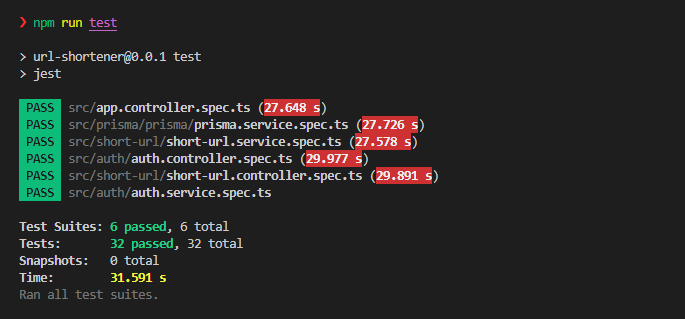 ❯ npm run test
> url-shortener@0.0.1 test
> jest
PASS src/app.controller.spec.ts (27.648 s)
PASS src/prisma/prisma/prisma.service.spec.ts (27.726 s)
PASS src/short-url/short-url.service.spec.ts (27.578 s)
PASS src/auth/auth.controller.spec.ts (29.977 s)
PASS src/short-url/short-url.controller.spec.ts (29.891 s)
PASS src/auth/auth.service.spec.ts
Test Suites: 6 passed, 6 total
Tests: 32 passed, 32 total
Snapshots: 0 total
Time: 31.591 s
Ran all test suites.